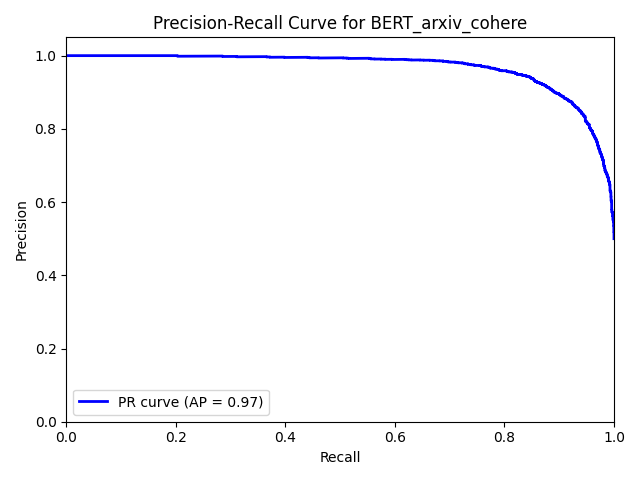 Precision-Recall Curve for BERT_arxiv_cohere
1.0
0.8
0.6
0.4
0.2
0.0
Precision
PR curve (AP = 0.97)
0.0 0.2 0.4 0.6 0.8 1.0
Recall